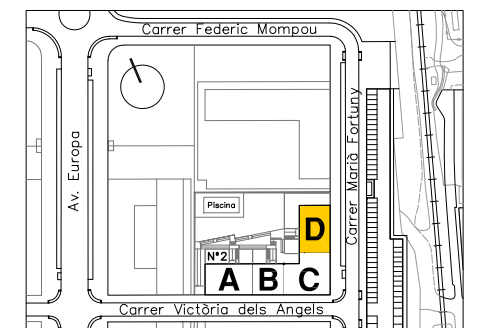 Carrer Federic Mompou
Av. Europa
Carrer Marià Fortuny
Piscina
D
Nº2
A B C
Carrer Victòria dels Angels